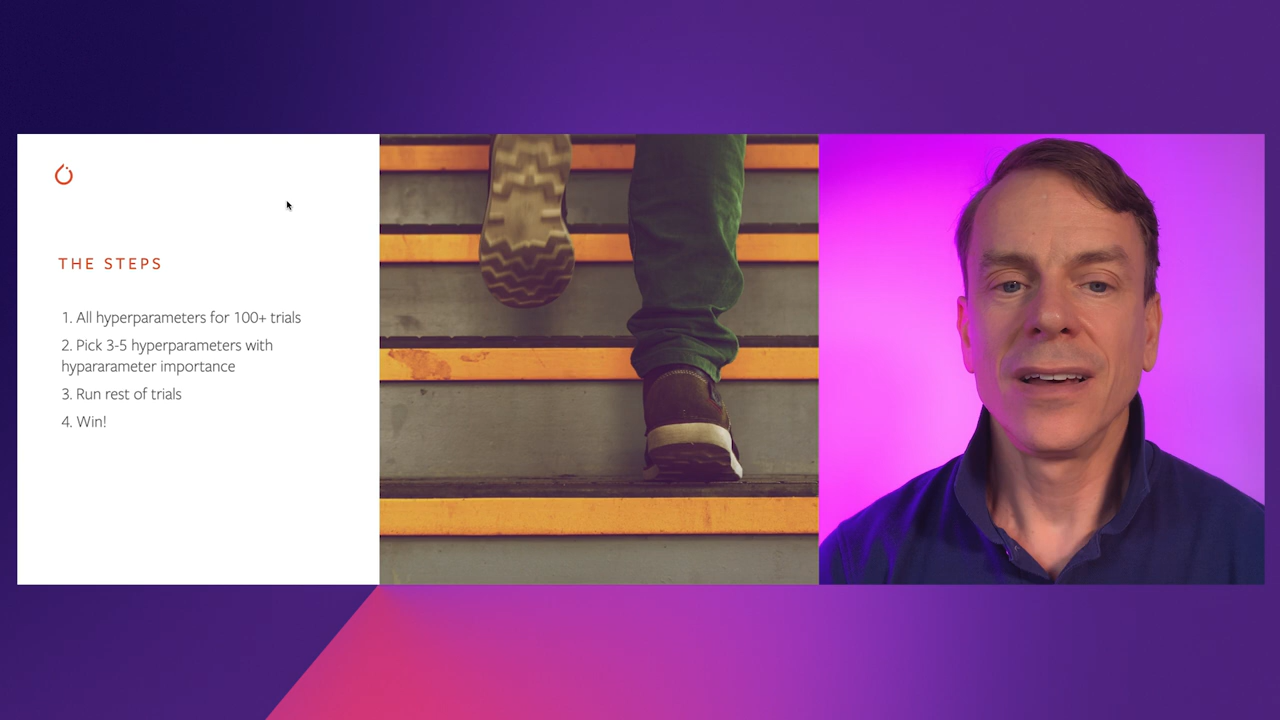 THE STEPS
1. All hyperparameters for 100+ trials
2. Pick 3-5 hyperparameters with
hypararameter importance
3. Run rest of trials
4. Win!